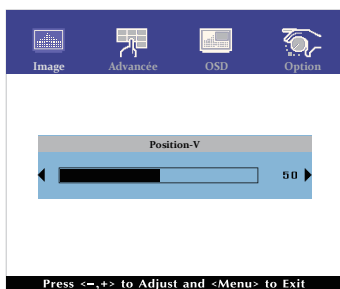 Image Advancée OSD Option
Position-V
50
Press <–,+> to Adjust and <Menu> to Exit